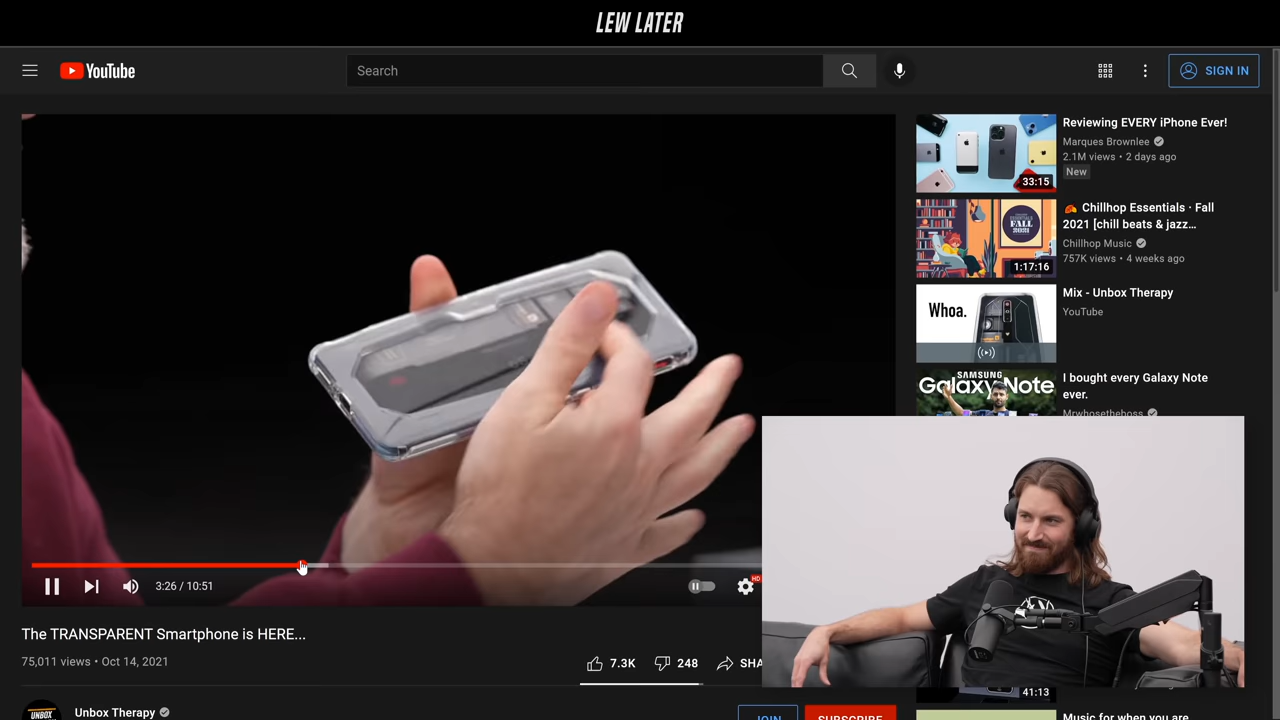 LEW LATER
YouTube
Search
SIGN IN
3:26 / 10:51
HD
The TRANSPARENT Smartphone is HERE...
75,011 views • Oct 14, 2021
7.3K
248
SHA
UNBOX
Unbox Therapy
JOIN
SUBSCRIBE
33:15
Reviewing EVERY iPhone Ever!
Marques Brownlee
2.1M views • 2 days ago
New
FALL
1:17:16
Chillhop Essentials · Fall
2021 [chill beats & jazz...
Chillhop Music
757K views • 4 weeks ago
Whoa.
Mix - Unbox Therapy
YouTube
SAMSUNG
Galaxy Note
I bought every Galaxy Note
ever.
Mrwhosetheboss
41:13
Music for when you are